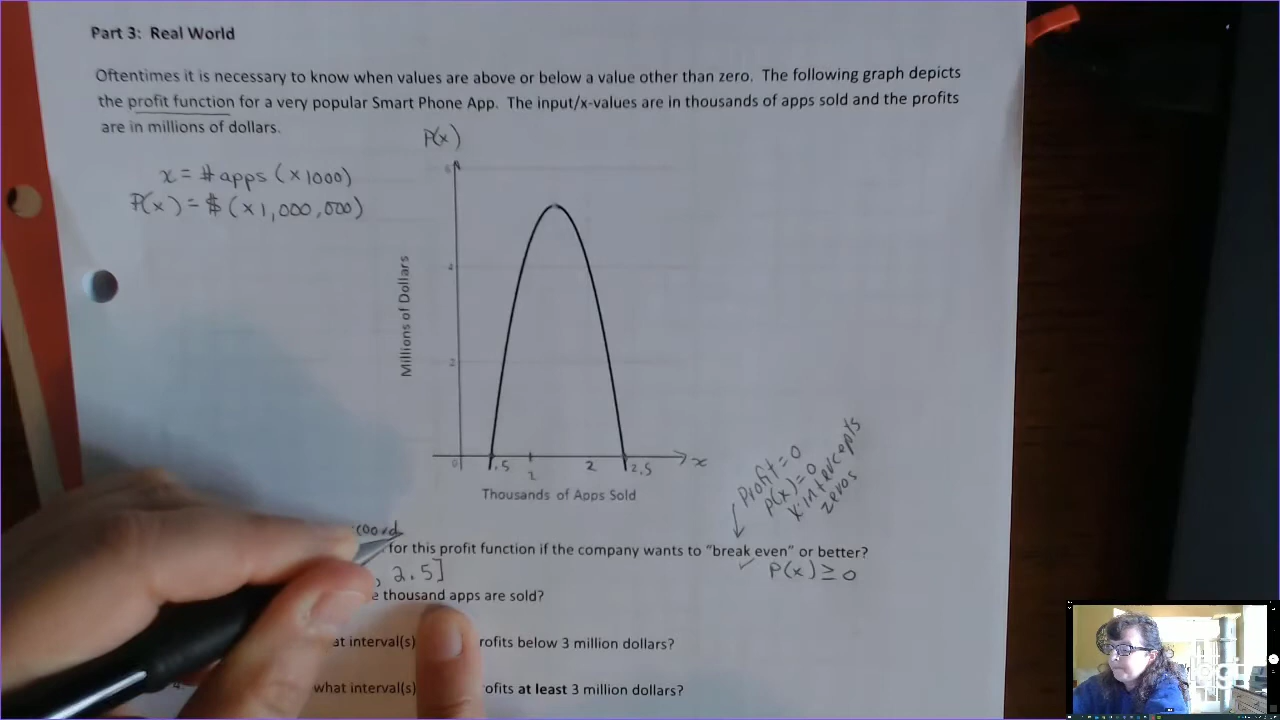 Part 3: Real World
Oftentimes it is necessary to know when values are above or below a value other than zero. The following graph depicts
the profit function for a very popular Smart Phone App. The input/x-values are in thousands of apps sold and the profits
are in millions of dollars.
P(x)
x = # apps (×1000)
P(x) = $ (×1,000,000)
6
4
Millions of Dollars
2
0 .5 1 2 2.5 x
Thousands of Apps Sold
Profit = 0
P(x) = 0
x-intercepts
zeros
coord
for this profit function if the company wants to "break even" or better?
, 2.5]
P(x) ≥ 0
e thousand apps are sold?
at interval(s) rofits below 3 million dollars?
what interval(s) ofits at least 3 million dollars?